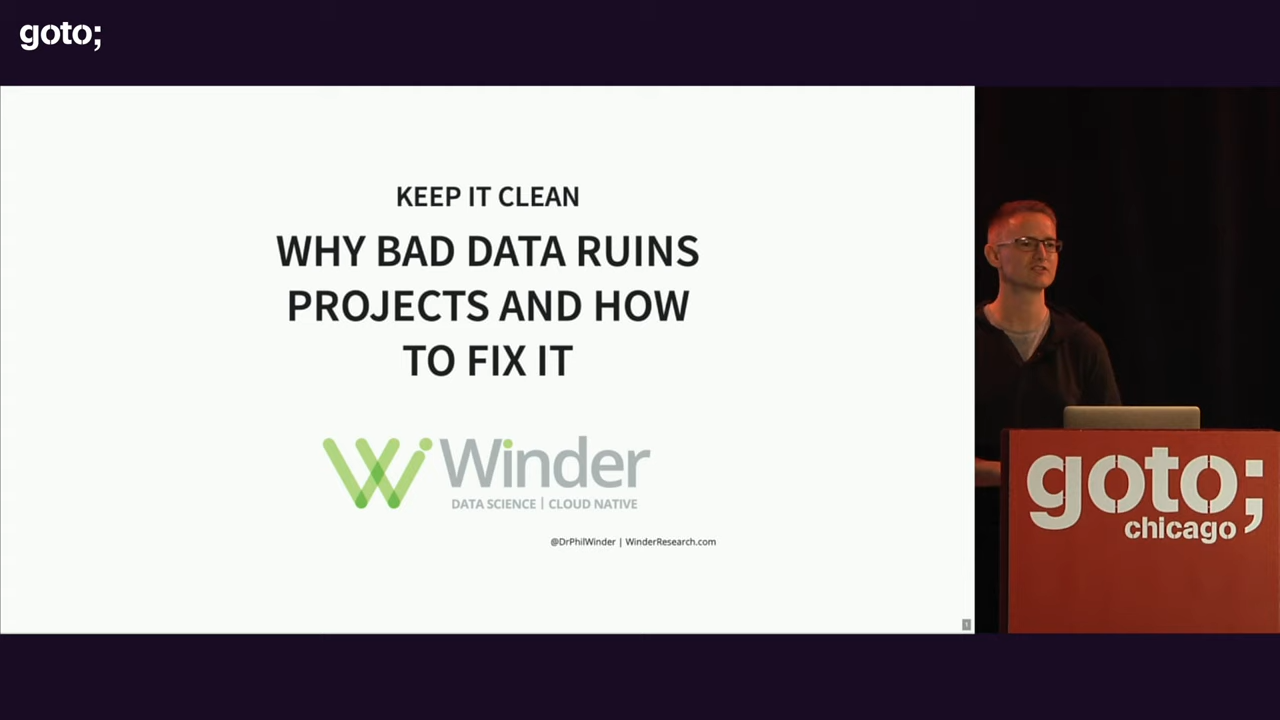 goto;
KEEP IT CLEAN
WHY BAD DATA RUINS
PROJECTS AND HOW
TO FIX IT
Winder
DATA SCIENCE | CLOUD NATIVE
@DrPhilWinder | WinderResearch.com
goto;
chicago